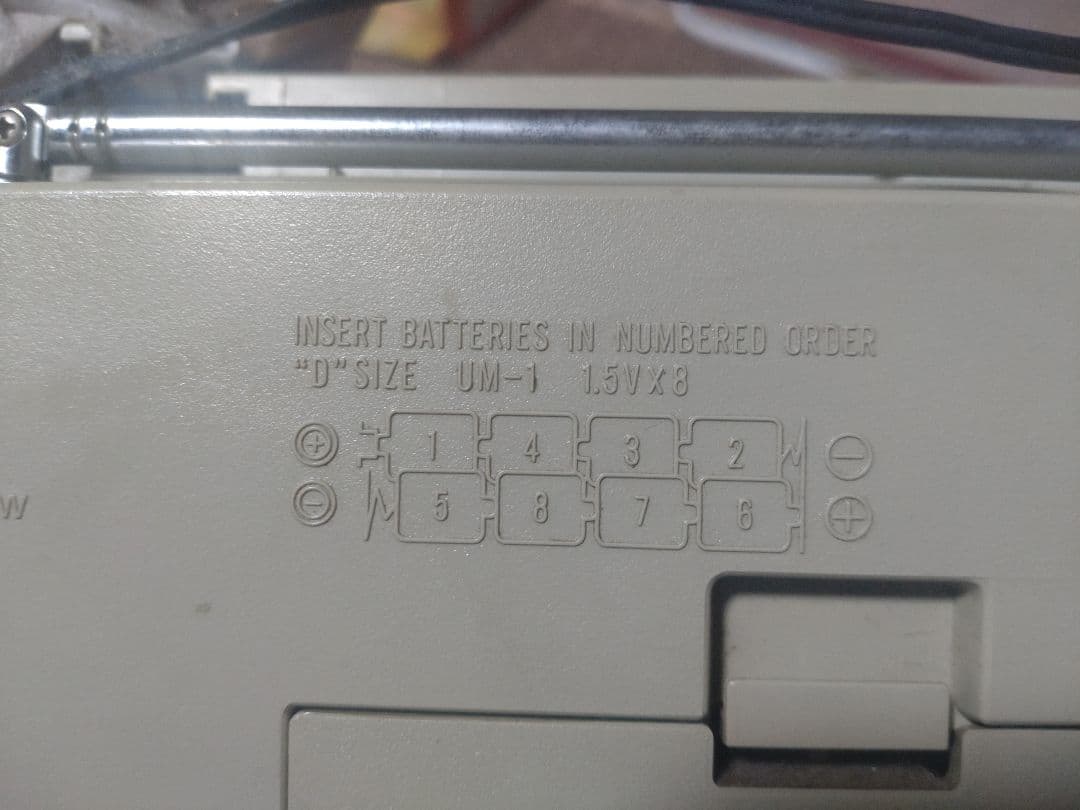 INSERT BATTERIES IN NUMBERED ORDER
“D” SIZE UM-1 1.5V X 8
+ 1 4 3 2 -
- 5 8 7 6 +
W